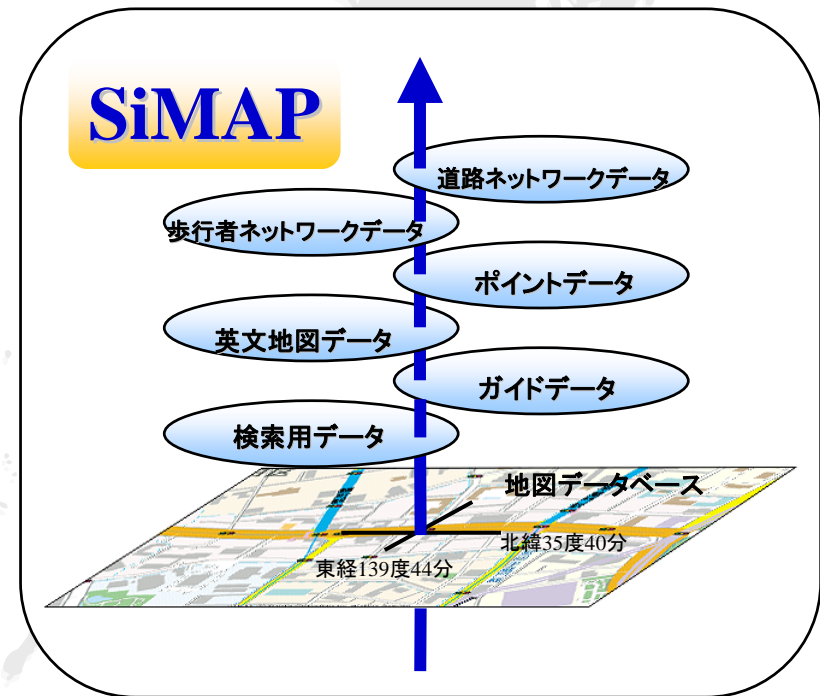 SiMAP
道路ネットワークデータ
歩行者ネットワークデータ
ポイントデータ
英文地図データ
ガイドデータ
検索用データ
地図データベース
北緯35度40分
東経139度44分